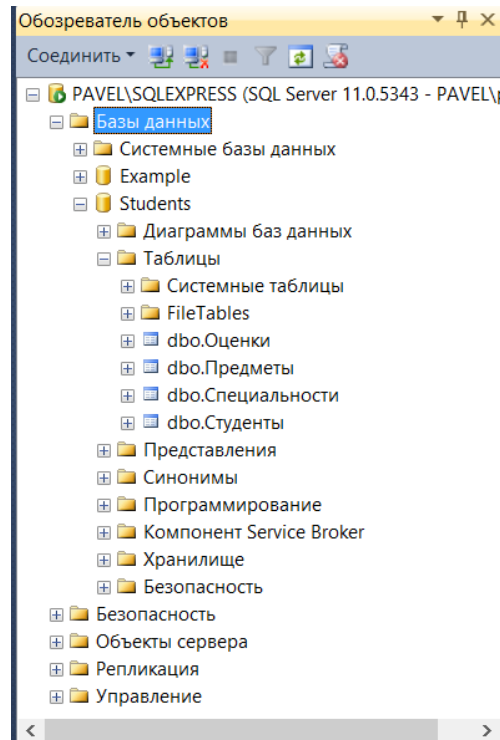 Обозреватель объектов
Соединить
PAVEL\SQLEXPRESS (SQL Server 11.0.5343 - PAVEL\
Базы данных
Системные базы данных
Example
Students
Диаграммы баз данных
Таблицы
Системные таблицы
FileTables
dbo.Оценки
dbo.Предметы
dbo.Специальности
dbo.Студенты
Представления
Синонимы
Программирование
Компонент Service Broker
Хранилище
Безопасность
Безопасность
Объекты сервера
Репликация
Управление